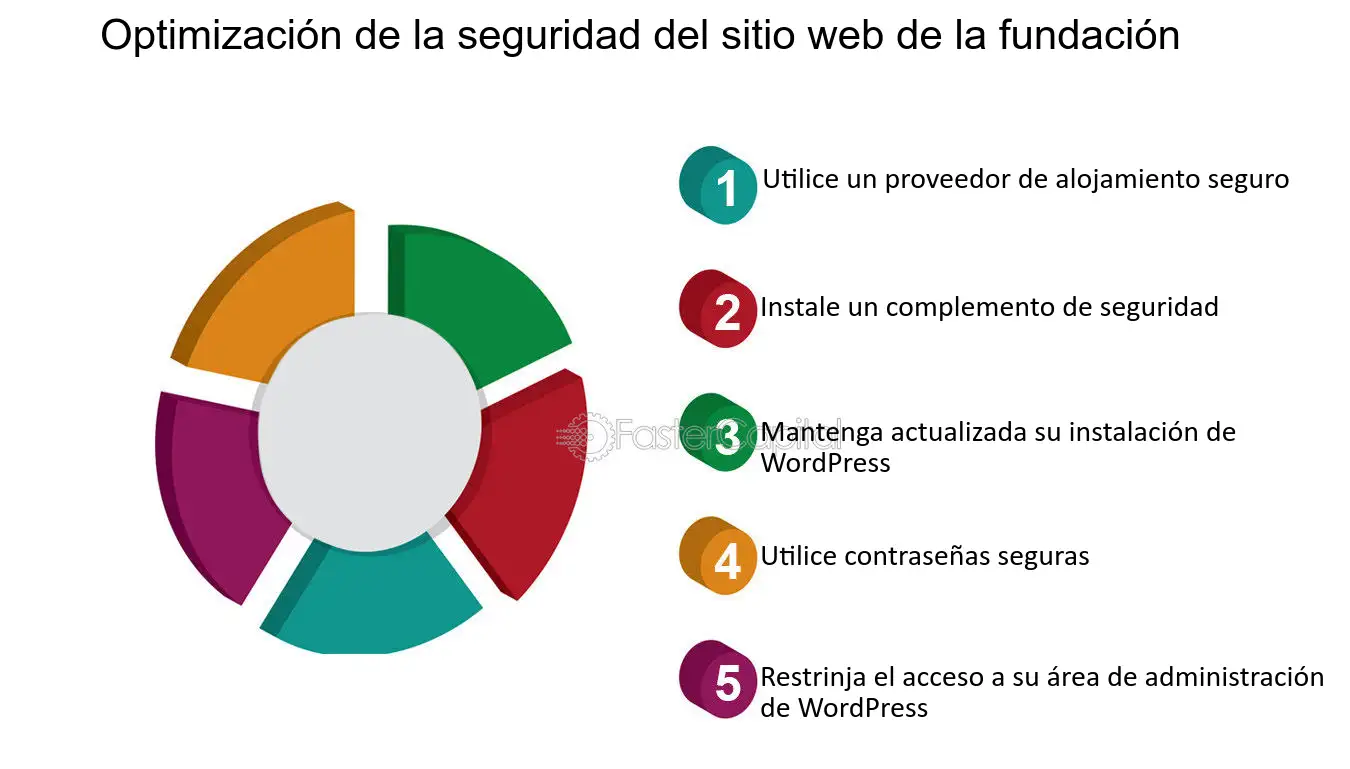 Optimización de la seguridad del sitio web de la fundación
1
Utilice un proveedor de alojamiento seguro
2
Instale un complemento de seguridad
3
Mantenga actualizada su instalación de
WordPress
FasterCapital
4
Utilice contraseñas seguras
5
Restrinja el acceso a su área de administración
de WordPress